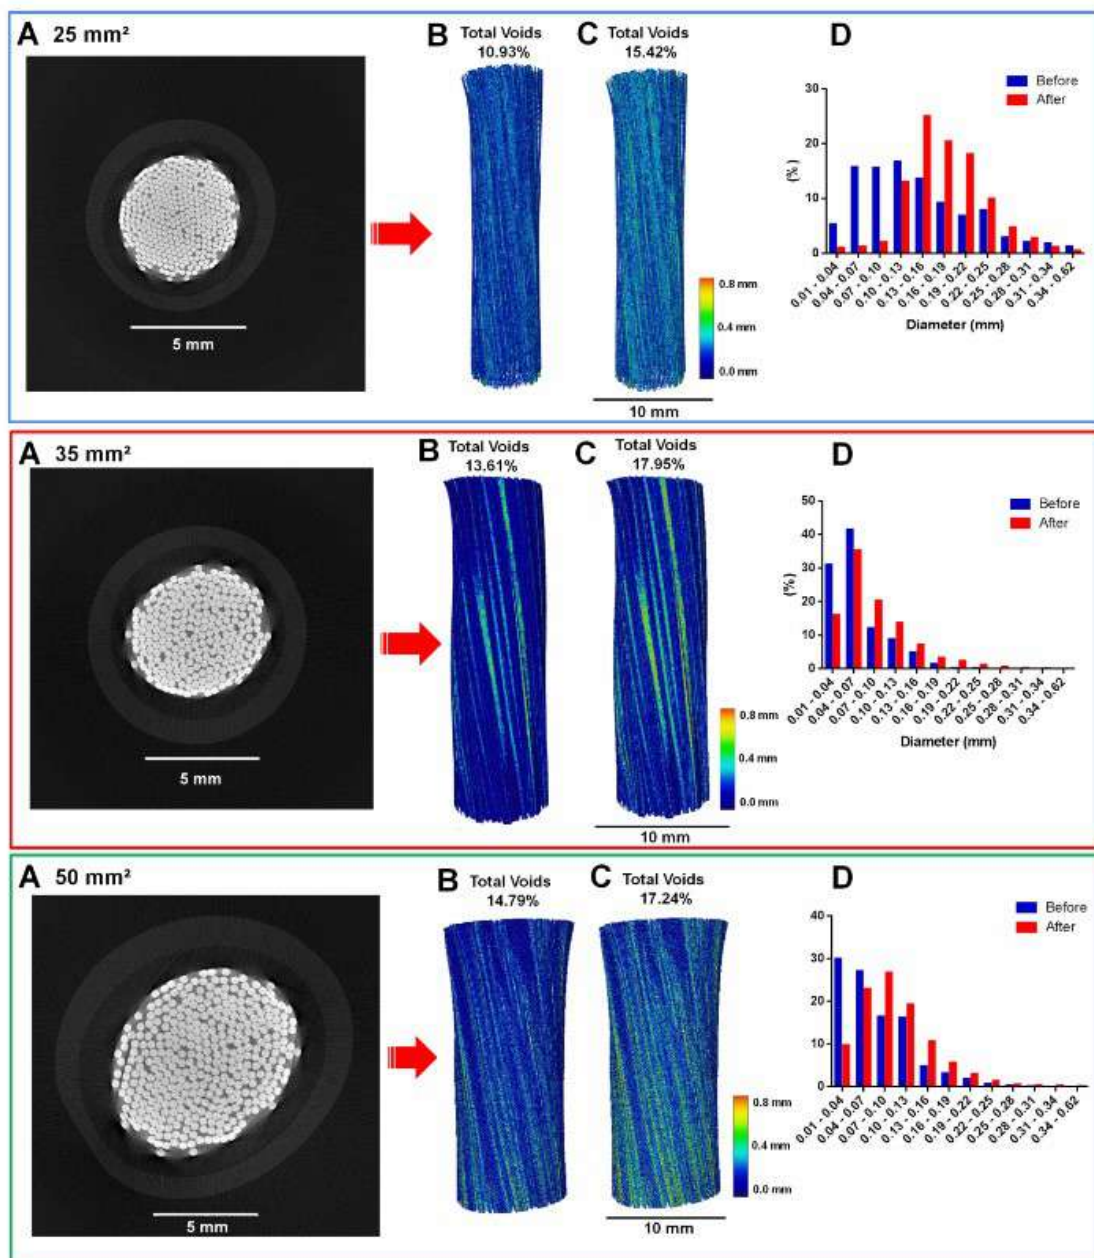 A 25 mm²
5 mm
B Total Voids
10.93%
C Total Voids
15.42%
0.8 mm
0.4 mm
0.0 mm
10 mm
D
Before
After
(%)
30
20
10
0
0.01 - 0.04
0.04 - 0.07
0.07 - 0.10
0.10 - 0.13
0.13 - 0.16
0.16 - 0.19
0.19 - 0.22
0.22 - 0.25
0.25 - 0.28
0.28 - 0.31
0.31 - 0.34
0.34 - 0.62
Diameter (mm)
A 35 mm²
5 mm
B Total Voids
13.61%
C Total Voids
17.95%
0.8 mm
0.4 mm
0.0 mm
10 mm
D
Before
After
(%)
50
40
30
20
10
0
0.01 - 0.04
0.04 - 0.07
0.07 - 0.10
0.10 - 0.13
0.13 - 0.16
0.16 - 0.19
0.19 - 0.22
0.22 - 0.25
0.25 - 0.28
0.28 - 0.31
0.31 - 0.34
0.34 - 0.62
Diameter (mm)
A 50 mm²
5 mm
B Total Voids
14.79%
C Total Voids
17.24%
0.8 mm
0.4 mm
0.0 mm
10 mm
D
Before
After
40
30
20
10
0
0.01 - 0.04
0.04 - 0.07
0.07 - 0.10
0.10 - 0.13
0.13 - 0.16
0.16 - 0.19
0.19 - 0.22
0.22 - 0.25
0.25 - 0.28
0.28 - 0.31
0.31 - 0.34
0.34 - 0.62